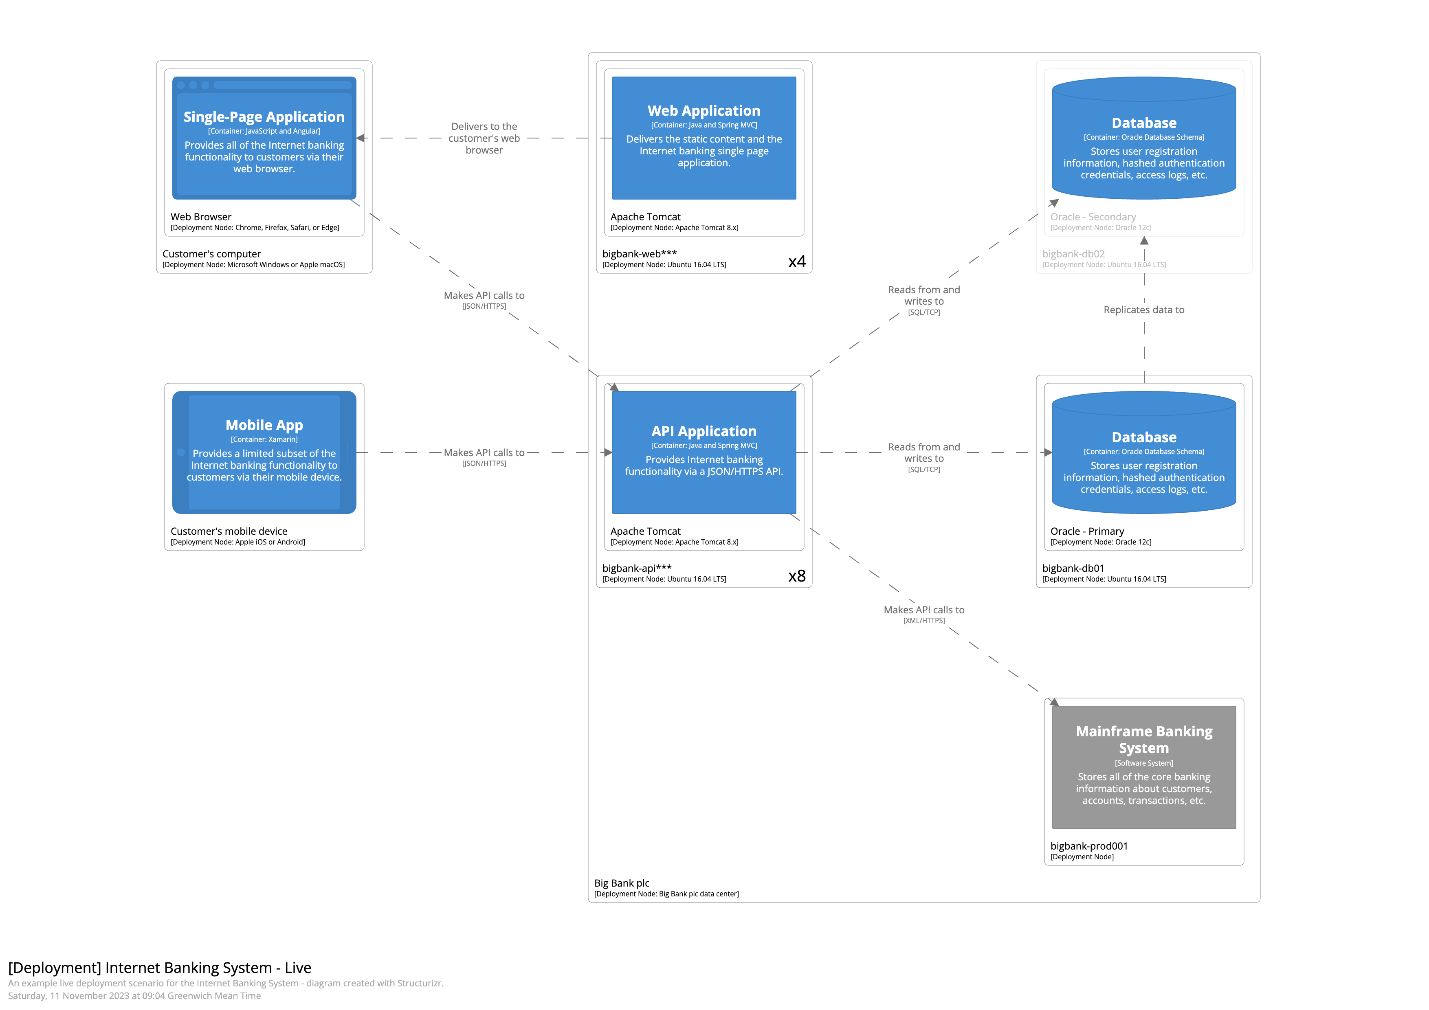 Single-Page Application
[Container: JavaScript and Angular]
Provides all of the Internet banking
functionality to customers via their
web browser.
Web Browser
[Deployment Node: Chrome, Firefox, Safari, or Edge]
Customer's computer
[Deployment Node: Microsoft Windows or Apple macOS]
Delivers to the
customer's web
browser
Web Application
[Container: Java and Spring MVC]
Delivers the static content and the
Internet banking single page
application.
Apache Tomcat
[Deployment Node: Apache Tomcat 8.x]
bigbank-web***
[Deployment Node: Ubuntu 16.04 LTS]
x4
Database
[Container: Oracle Database Schema]
Stores user registration
information, hashed authentication
credentials, access logs, etc.
Oracle - Secondary
[Deployment Node: Oracle 12c]
bigbank-db02
[Deployment Node: Ubuntu 16.04 LTS]
Makes API calls to
[JSON/HTTPS]
Reads from and
writes to
[SQL/TCP]
Replicates data to
Mobile App
[Container: Xamarin]
Provides a limited subset of the
Internet banking functionality to
customers via their mobile device.
Customer's mobile device
[Deployment Node: Apple iOS or Android]
Makes API calls to
[JSON/HTTPS]
API Application
[Container: Java and Spring MVC]
Provides Internet banking
functionality via a JSON/HTTPS API.
Apache Tomcat
[Deployment Node: Apache Tomcat 8.x]
bigbank-api***
[Deployment Node: Ubuntu 16.04 LTS]
x8
Reads from and
writes to
[SQL/TCP]
Database
[Container: Oracle Database Schema]
Stores user registration
information, hashed authentication
credentials, access logs, etc.
Oracle - Primary
[Deployment Node: Oracle 12c]
bigbank-db01
[Deployment Node: Ubuntu 16.04 LTS]
Makes API calls to
[XML/HTTPS]
Mainframe Banking
System
[Software System]
Stores all of the core banking
information about customers,
accounts, transactions, etc.
bigbank-prod001
[Deployment Node]
Big Bank plc
[Deployment Node: Big Bank plc data center]
[Deployment] Internet Banking System - Live
An example live deployment scenario for the Internet Banking System - diagram created with Structurizr.
Saturday, 11 November 2023 at 09:04 Greenwich Mean Time